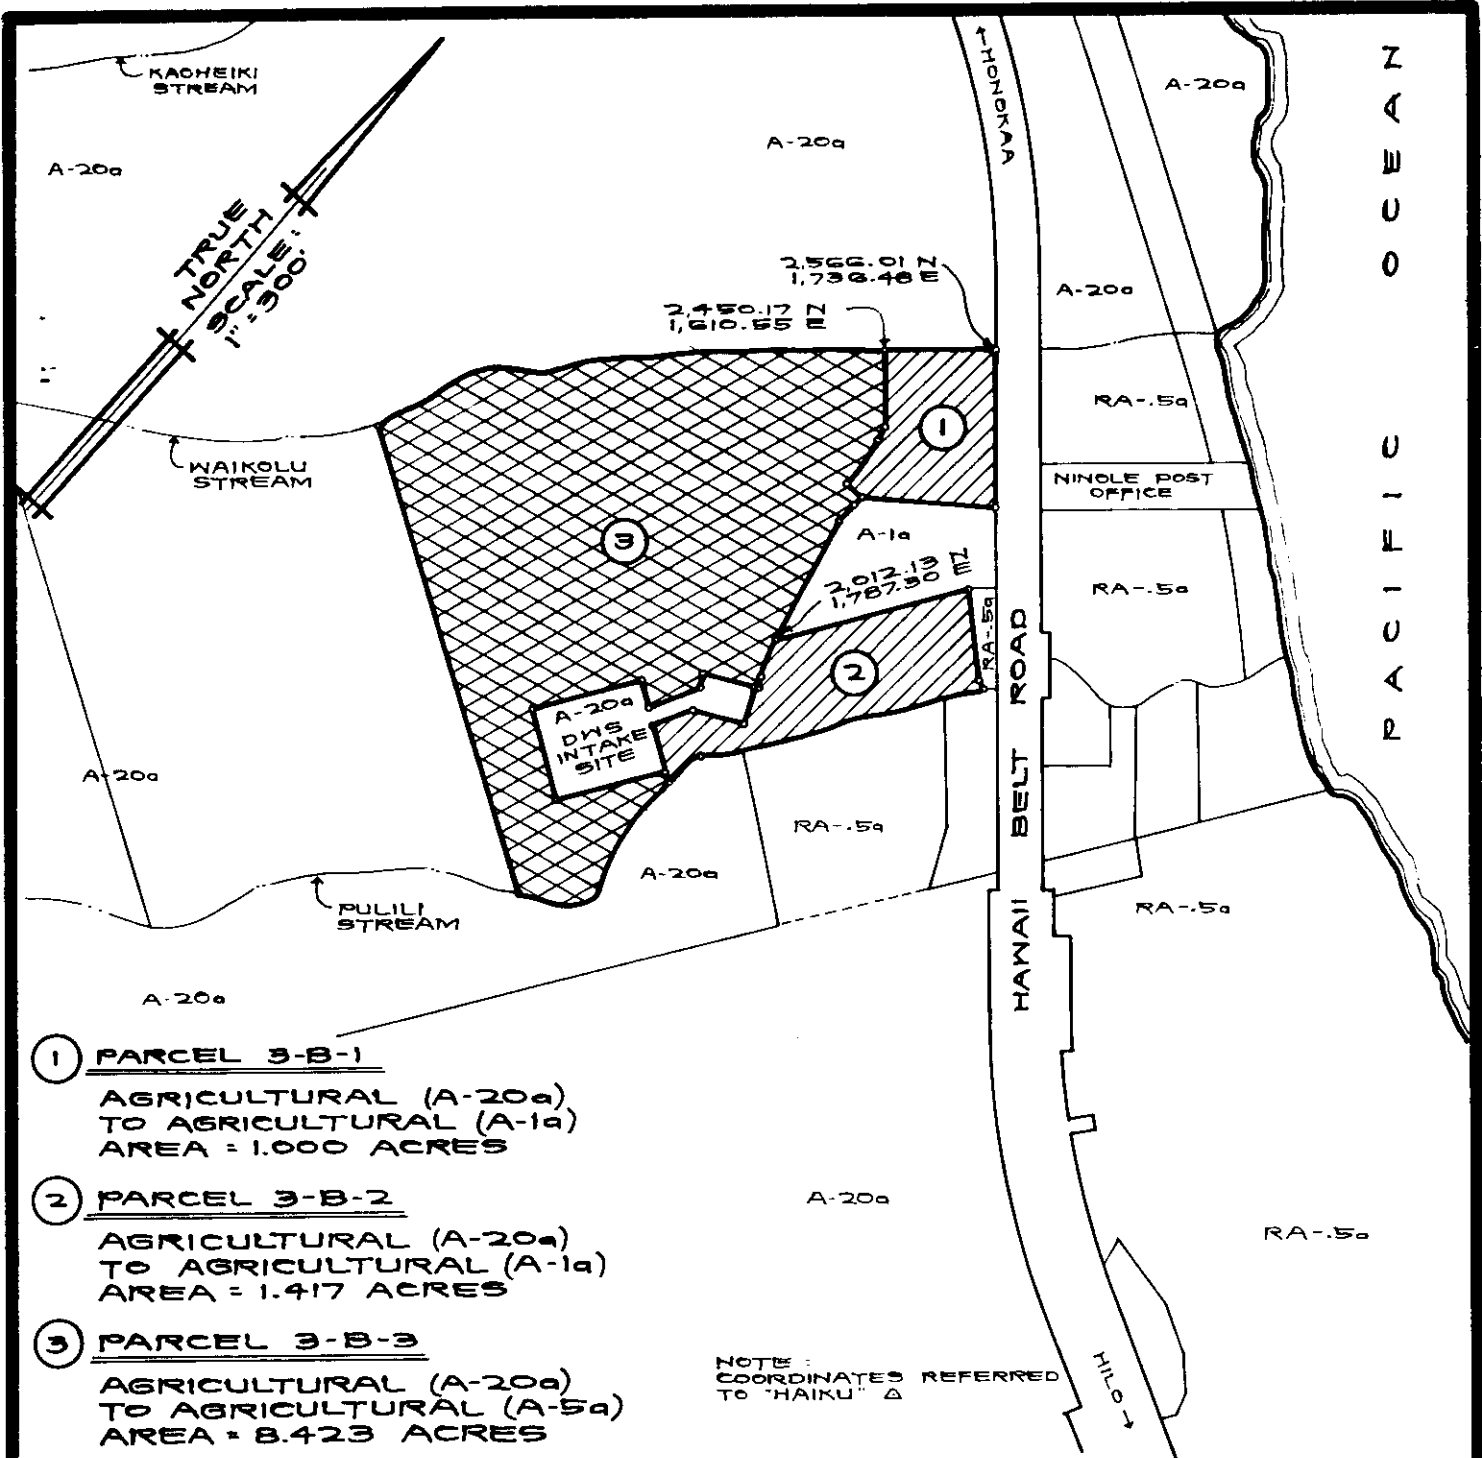 KAOHEIKI
STREAM
A-20a
TRUE
NORTH
SCALE:
1" = 300'
A-20a
↑HONOKAA
A-20a
PACIFIC OCEAN
2,566.01 N
1,736.48 E
2,450.17 N
1,610.55 E
A-20a
WAIKOLU
STREAM
1
RA-.5a
NINOLE POST
OFFICE
3
A-1a
2,012.13 N
1,787.30 E
RA-.5a
RA-.5a
2
A-20a
DWS
INTAKE
SITE
A-20a
HAWAII BELT ROAD
RA-.5a
A-20a
PULILI
STREAM
RA-.5a
A-20a
1 PARCEL 3-B-1
AGRICULTURAL (A-20a)
TO AGRICULTURAL (A-1a)
AREA = 1.000 ACRES
2 PARCEL 3-B-2
AGRICULTURAL (A-20a)
TO AGRICULTURAL (A-1a)
AREA = 1.417 ACRES
A-20a
RA-.5a
3 PARCEL 3-B-3
AGRICULTURAL (A-20a)
TO AGRICULTURAL (A-5a)
AREA = 8.423 ACRES
NOTE :
COORDINATES REFERRED
TO "HAIKU" △
HILO →